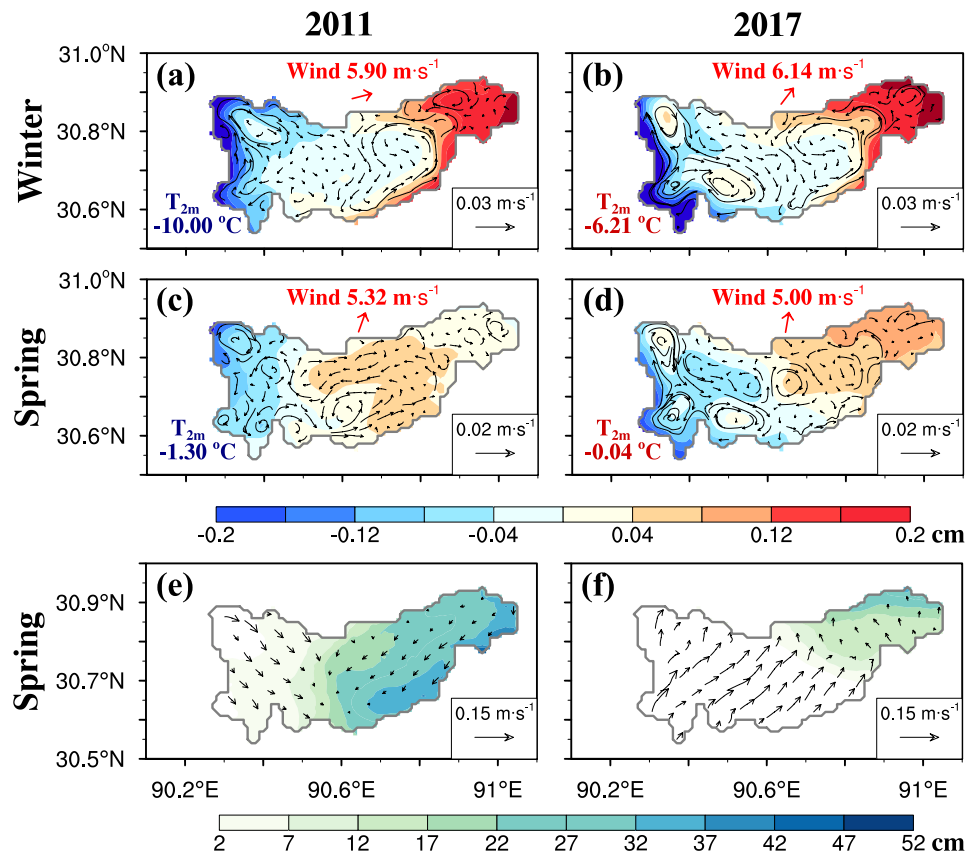 2011 2017
Winter
31.0°N
30.8°N
30.6°N
(a)
Wind 5.90 m·s-1
T2m
-10.00 °C
0.03 m·s-1
(b)
Wind 6.14 m·s-1
T2m
-6.21 °C
0.03 m·s-1
Spring
31.0°N
30.8°N
30.6°N
(c)
Wind 5.32 m·s-1
T2m
-1.30 °C
0.02 m·s-1
(d)
Wind 5.00 m·s-1
T2m
-0.04 °C
0.02 m·s-1
-0.2 -0.12 -0.04 0.04 0.12 0.2 cm
Spring
30.9°N
30.7°N
30.5°N
(e)
0.15 m·s-1
(f)
0.15 m·s-1
90.2°E 90.6°E 91°E 90.2°E 90.6°E 91°E
2 7 12 17 22 27 32 37 42 47 52 cm